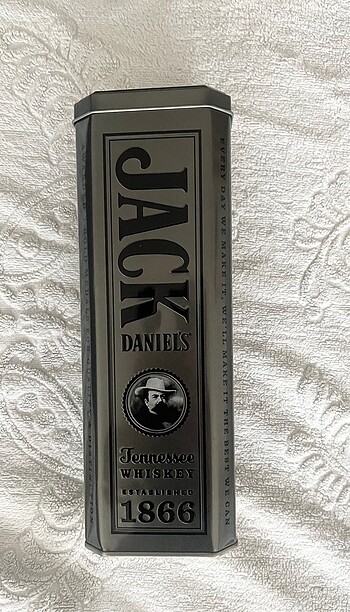 JACK
DANIEL'S
Tennessee
WHISKEY
ESTABLISHED
1866
EVERY DAY WE MAKE IT, WE'LL MAKE IT THE BEST WE CAN